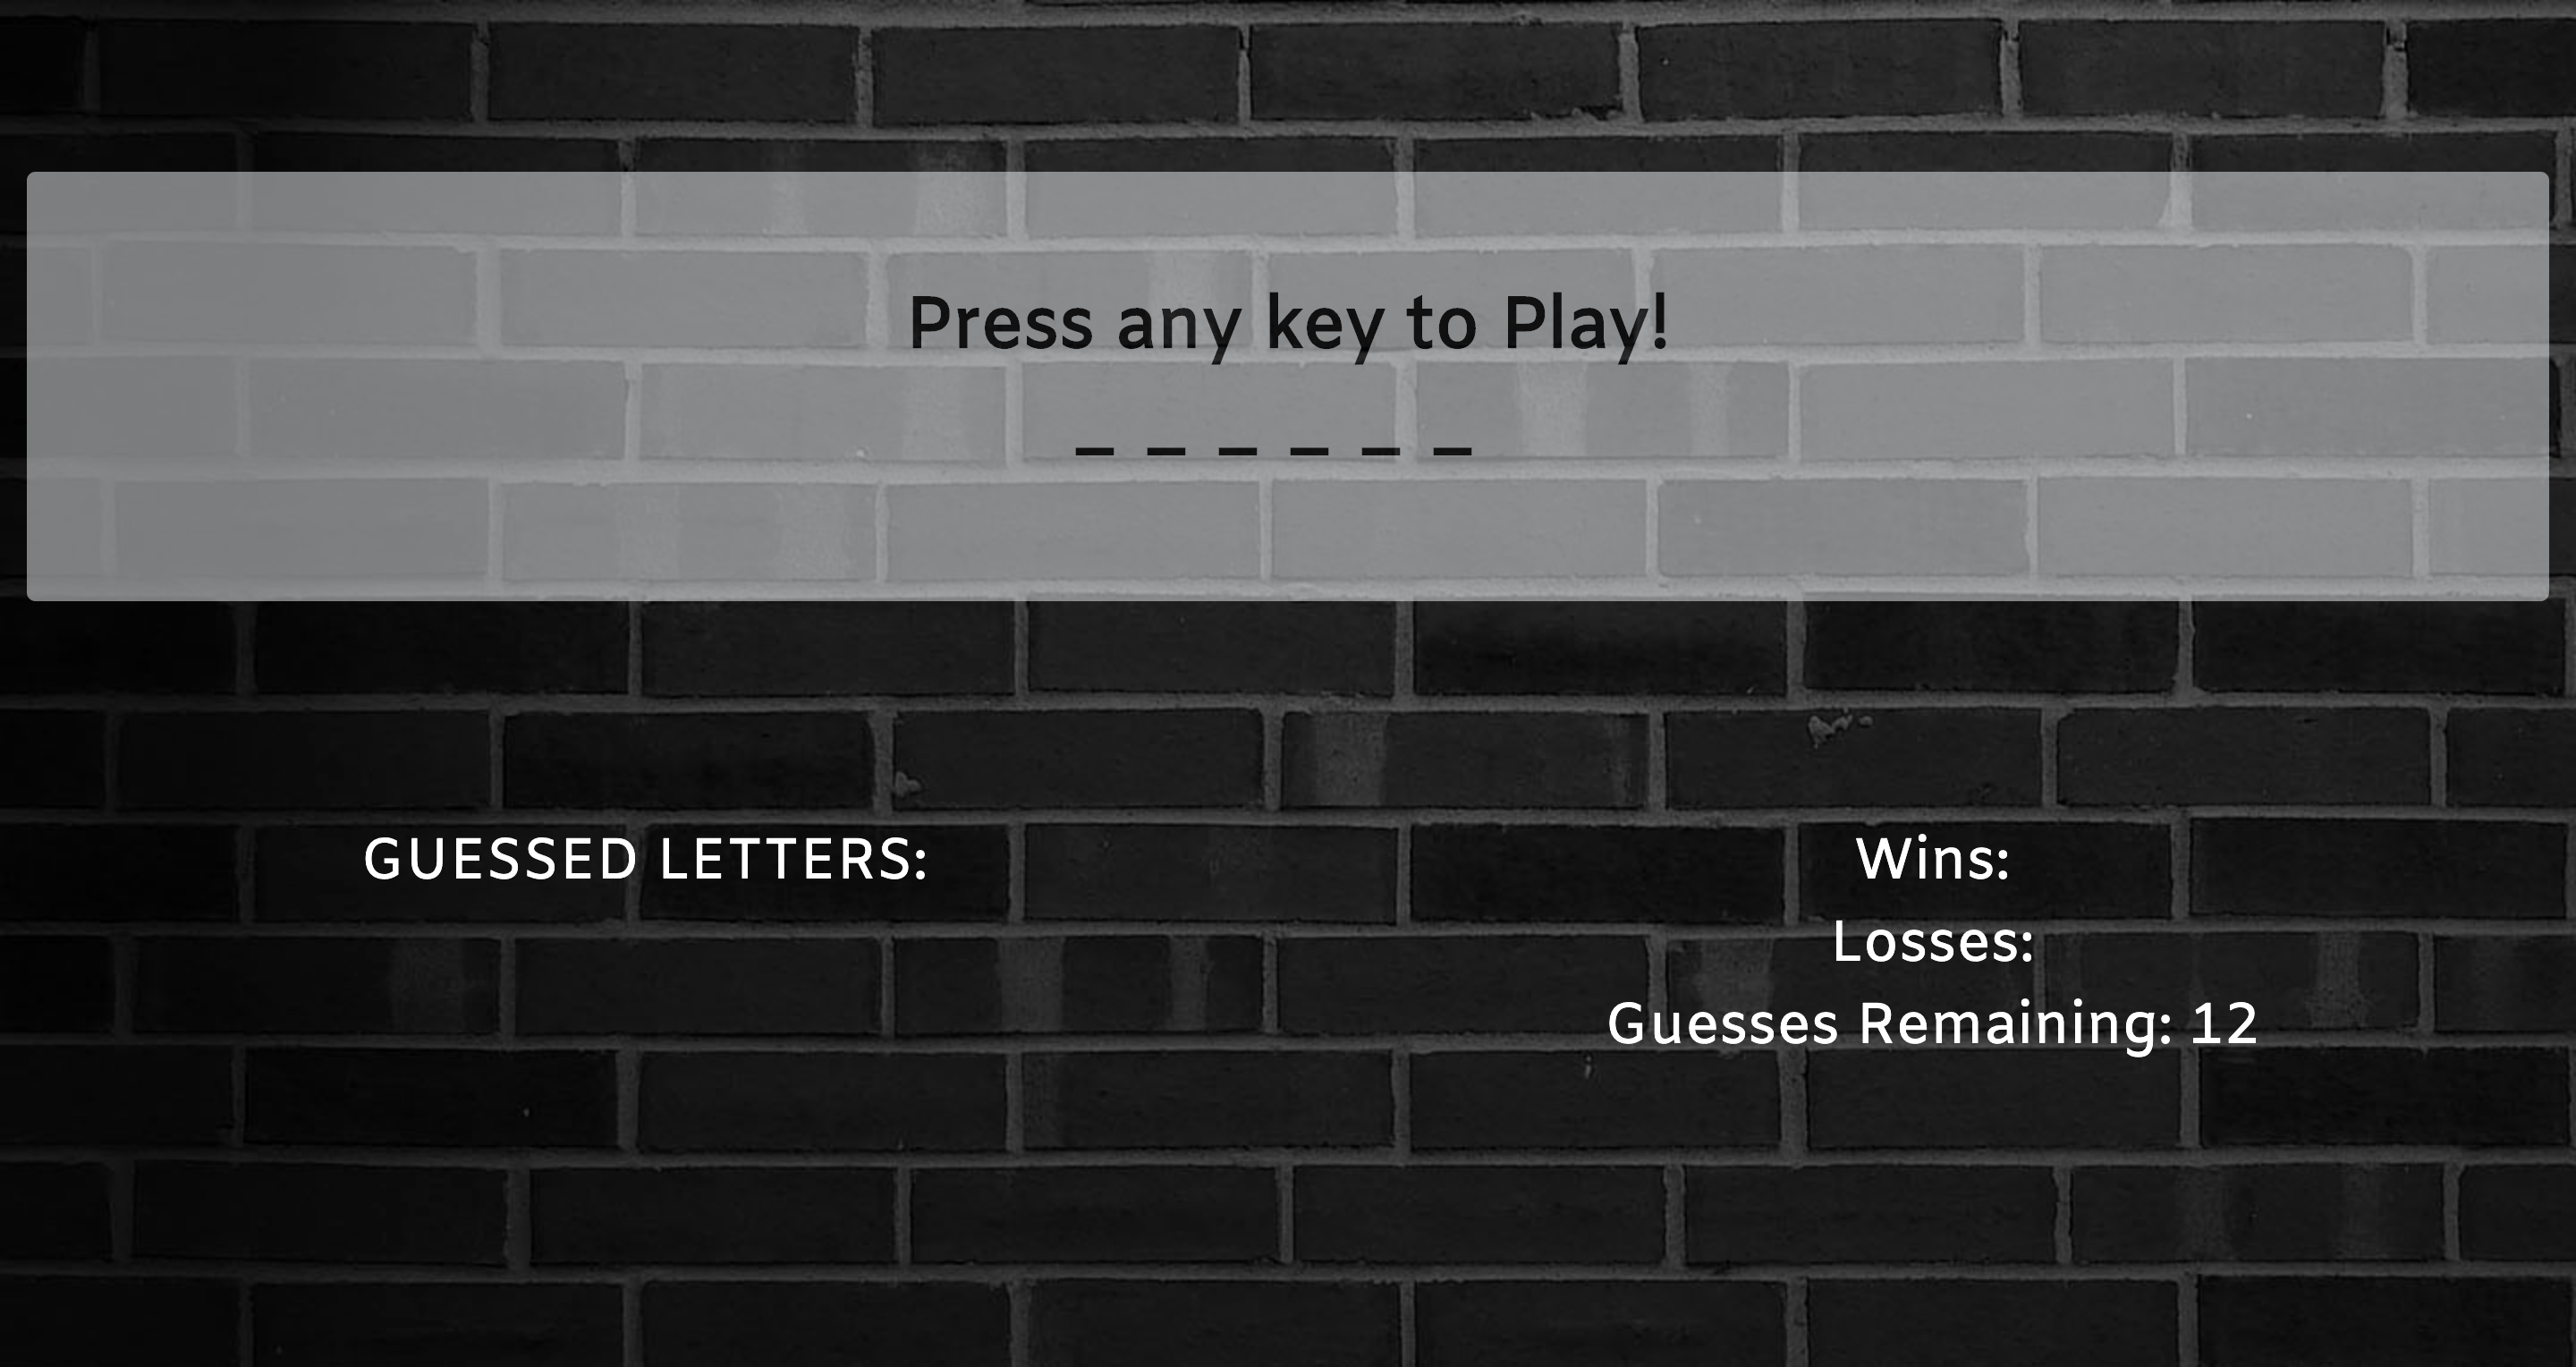 Press any key to Play!
_ _ _ _ _ _
GUESSED LETTERS:
Wins:
Losses:
Guesses Remaining: 12